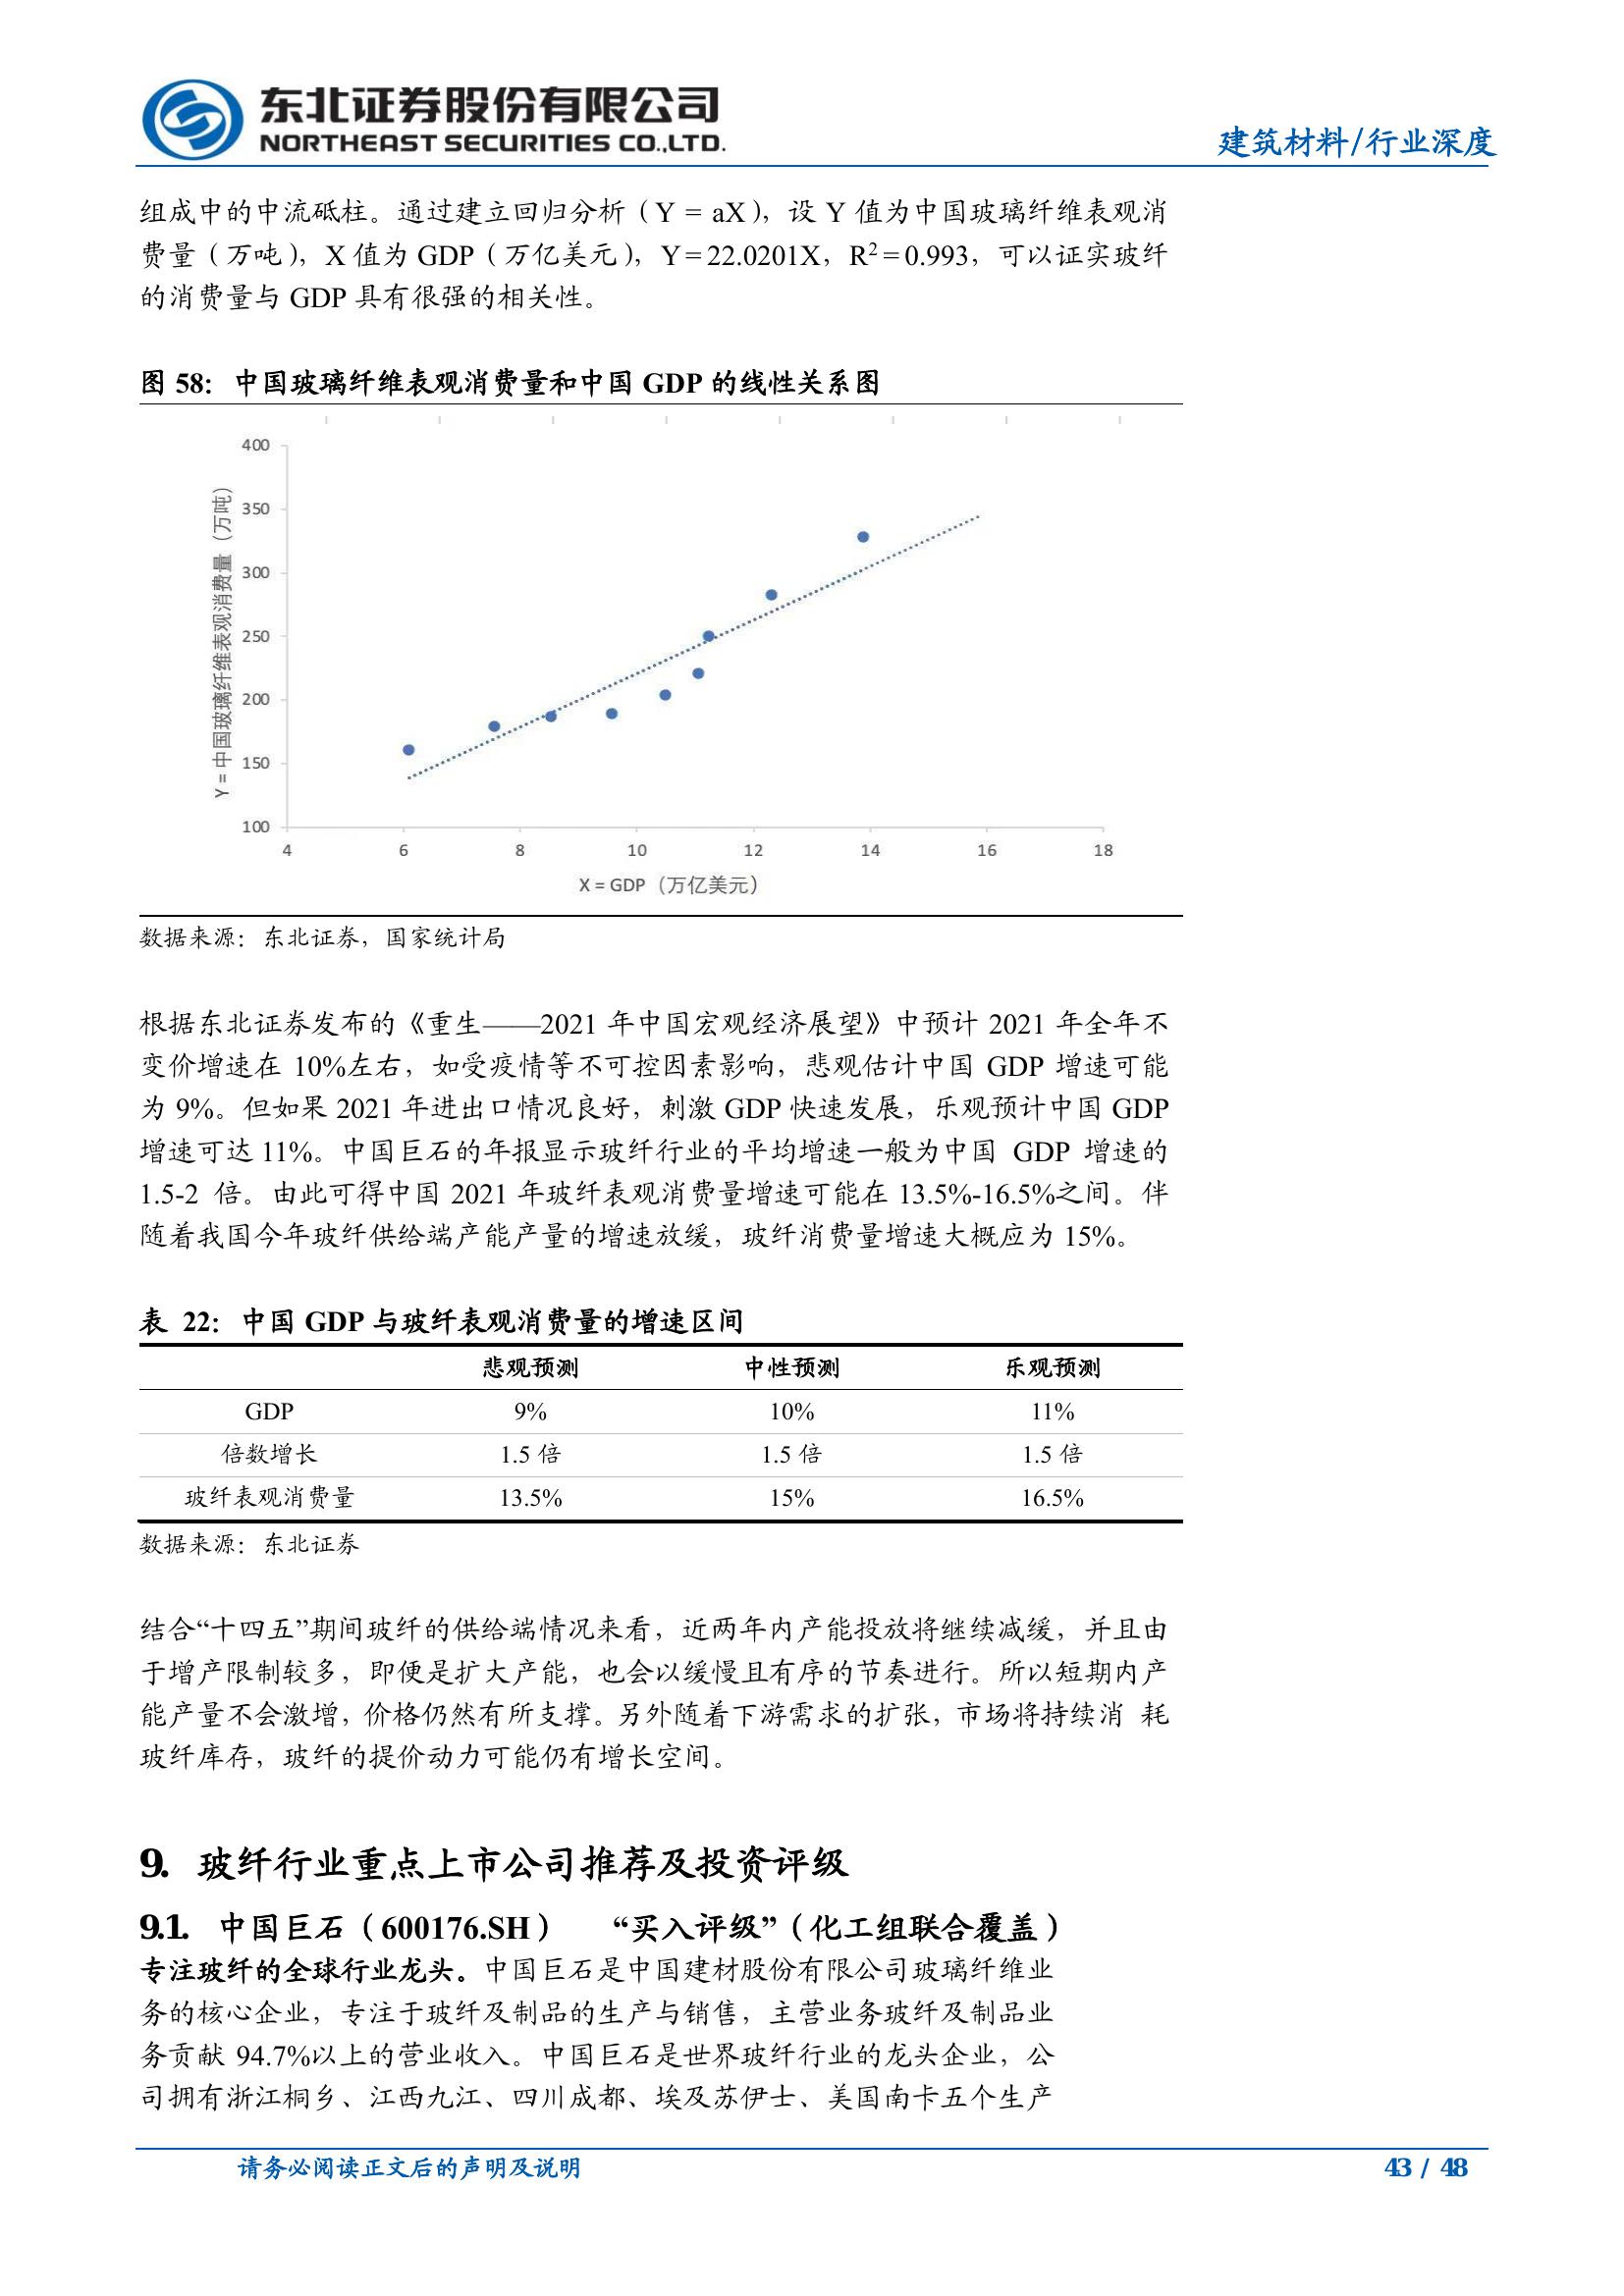 东北证券股份有限公司
NORTHEAST SECURITIES CO.,LTD.
建筑材料/行业深度
组成中的中流砥柱。通过建立回归分析（Y = aX），设 Y 值为中国玻璃纤维表观消
费量（万吨），X 值为 GDP（万亿美元），Y=22.0201X，R²=0.993，可以证实玻纤
的消费量与 GDP 具有很强的相关性。
图 58：中国玻璃纤维表观消费量和中国 GDP 的线性关系图
Y = 中国玻璃纤维表观消费量（万吨）
400
350
300
250
200
150
100
4 6 8 10 12 14 16 18
X = GDP（万亿美元）
数据来源：东北证券，国家统计局
根据东北证券发布的《重生——2021 年中国宏观经济展望》中预计 2021 年全年不
变价增速在 10%左右，如受疫情等不可控因素影响，悲观估计中国 GDP 增速可能
为 9%。但如果 2021 年进出口情况良好，刺激 GDP 快速发展，乐观预计中国 GDP
增速可达 11%。中国巨石的年报显示玻纤行业的平均增速一般为中国 GDP 增速的
1.5-2 倍。由此可得中国 2021 年玻纤表观消费量增速可能在 13.5%-16.5%之间。伴
随着我国今年玻纤供给端产能产量的增速放缓，玻纤消费量增速大概应为 15%。
表 22：中国 GDP 与玻纤表观消费量的增速区间
悲观预测 中性预测 乐观预测
GDP 9% 10% 11%
倍数增长 1.5 倍 1.5 倍 1.5 倍
玻纤表观消费量 13.5% 15% 16.5%
数据来源：东北证券
结合“十四五”期间玻纤的供给端情况来看，近两年内产能投放将继续减缓，并且由
于增产限制较多，即便是扩大产能，也会以缓慢且有序的节奏进行。所以短期内产
能产量不会激增，价格仍然有所支撑。另外随着下游需求的扩张，市场将持续消 耗
玻纤库存，玻纤的提价动力可能仍有增长空间。
9. 玻纤行业重点上市公司推荐及投资评级
9.1. 中国巨石（600176.SH） “买入评级”（化工组联合覆盖）
专注玻纤的全球行业龙头。中国巨石是中国建材股份有限公司玻璃纤维业
务的核心企业，专注于玻纤及制品的生产与销售，主营业务玻纤及制品业
务贡献 94.7%以上的营业收入。中国巨石是世界玻纤行业的龙头企业，公
司拥有浙江桐乡、江西九江、四川成都、埃及苏伊士、美国南卡五个生产
请务必阅读正文后的声明及说明
43 / 48